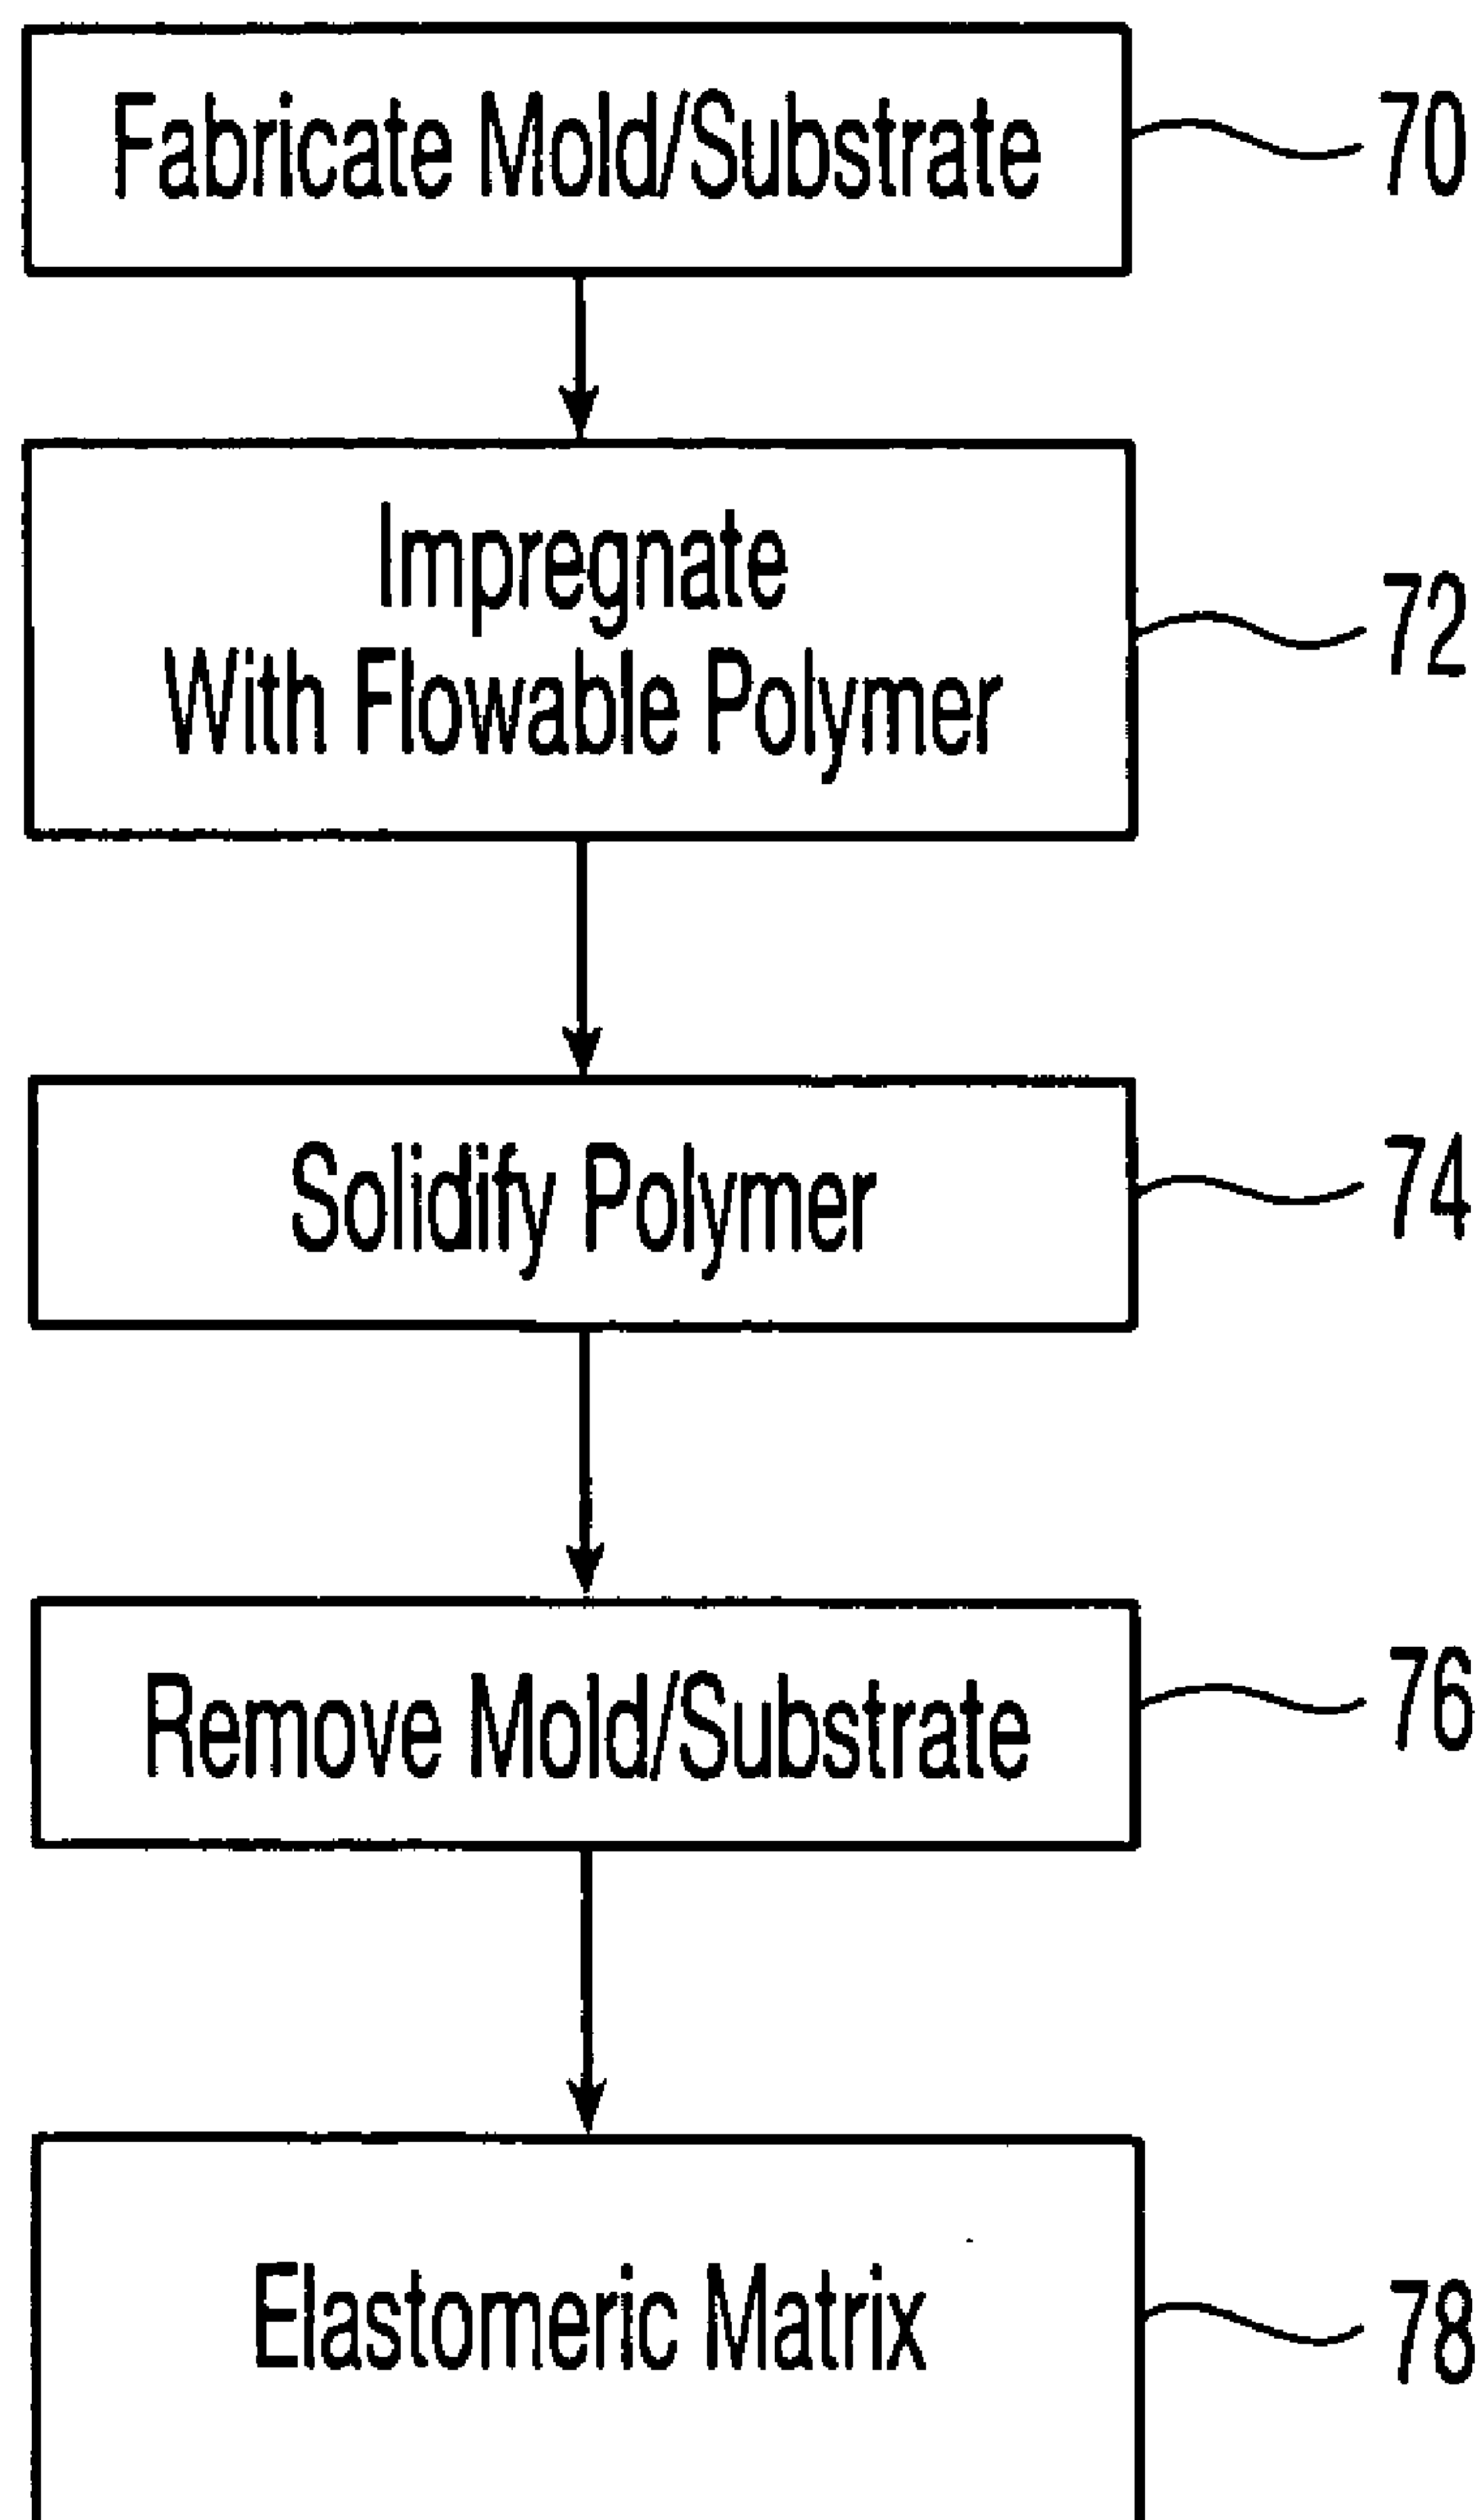 Fabricate Mold/Substrate
70
Impregnate
With Flowable Polymer
72
Solidify Polymer
74
Remove Mold/Substrate
76
Elastomeric Matrix
78